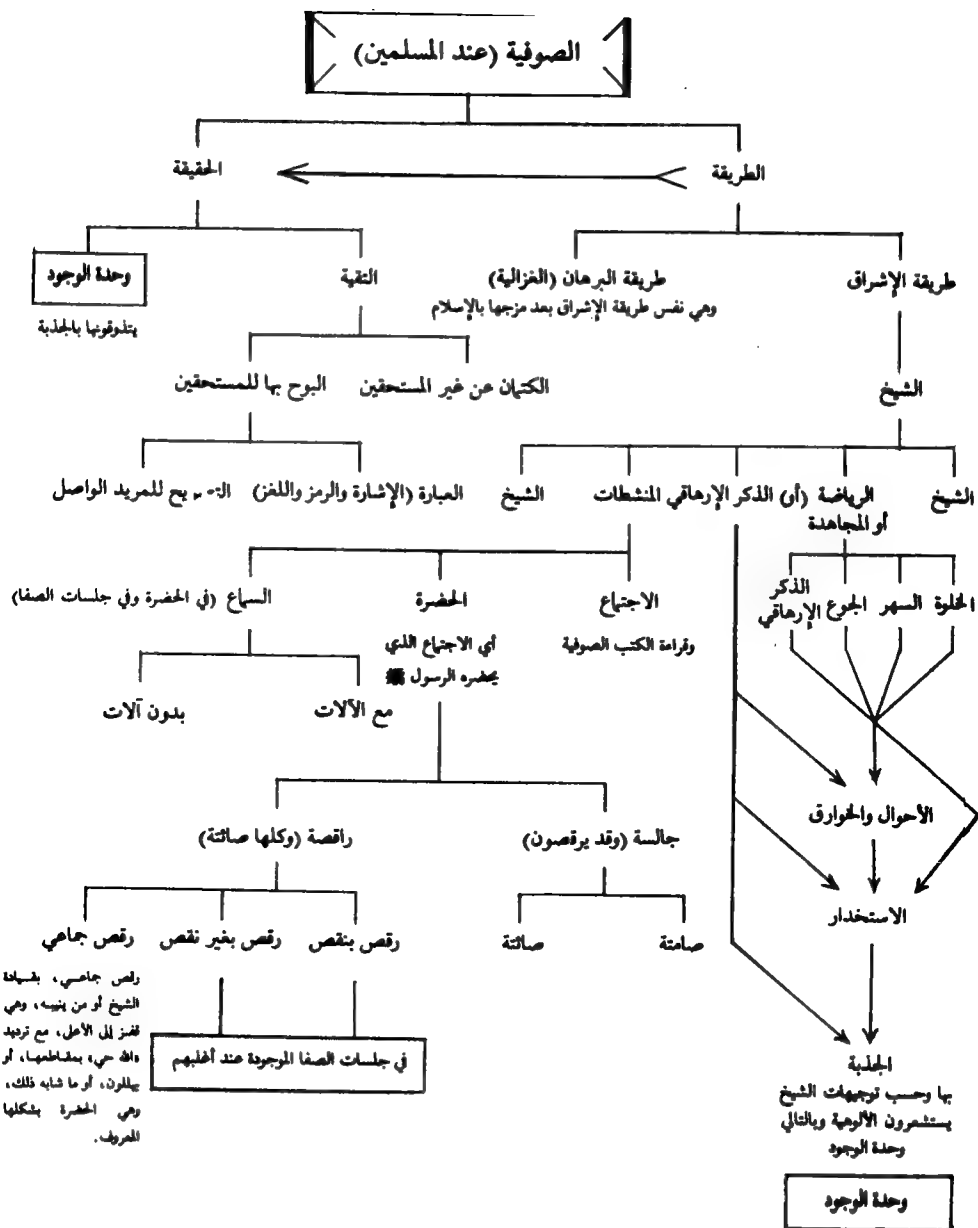 الصوفية (عند المسلمين)
الطريقة
الحقيقة
طريقة الإشراق
طريقة البرهان (الغزالية)
وهي نفس طريقة الإشراق بعد مزجها بالإسلام
التقية
وحدة الوجود
يتذوقونها بالجذبة
الشيخ
الكتمان عن غير المستحقين
البوح بها للمستحقين
العبارة (الإشارة والرمز واللغز)
للمريد الواصل
الشيخ
الرياضة (أو) الذكر الإرهاقي المنشطات
أو المجاهدة
الشيخ
الخلوة
السهر
الجوع
الذكر
الإرهاقي
الاجتماع
وقراءة الكتب الصوفية
الحضرة
أي الاجتماع الذي
يحضره الرسول ﷺ
السماع (في الحضرة وفي جلسات الصفا)
مع الآلات
بدون آلات
الأحوال والخوارق
الاستخدار
جالسة (وقد يرقصون)
راقصة (وكلها صائتة)
صامتة
صائتة
رقص بنقص
رقص بغير نقص
رقص جماعي
رقص جماعي، بقيادة
الشيخ أو من ينيبه، وهي
قفز إلى الأعلى، مع ترديد
«الله حي» بمقاطعها، أو
يهللون، أو ما شابه ذلك،
وهي الحضرة بشكلها
المعروف.
في جلسات الصفا الموجودة عند أغلبهم
الجذبة
بها وحسب توجيهات الشيخ
يستشعرون الألوهية وبالتالي
وحدة الوجود
وحدة الوجود